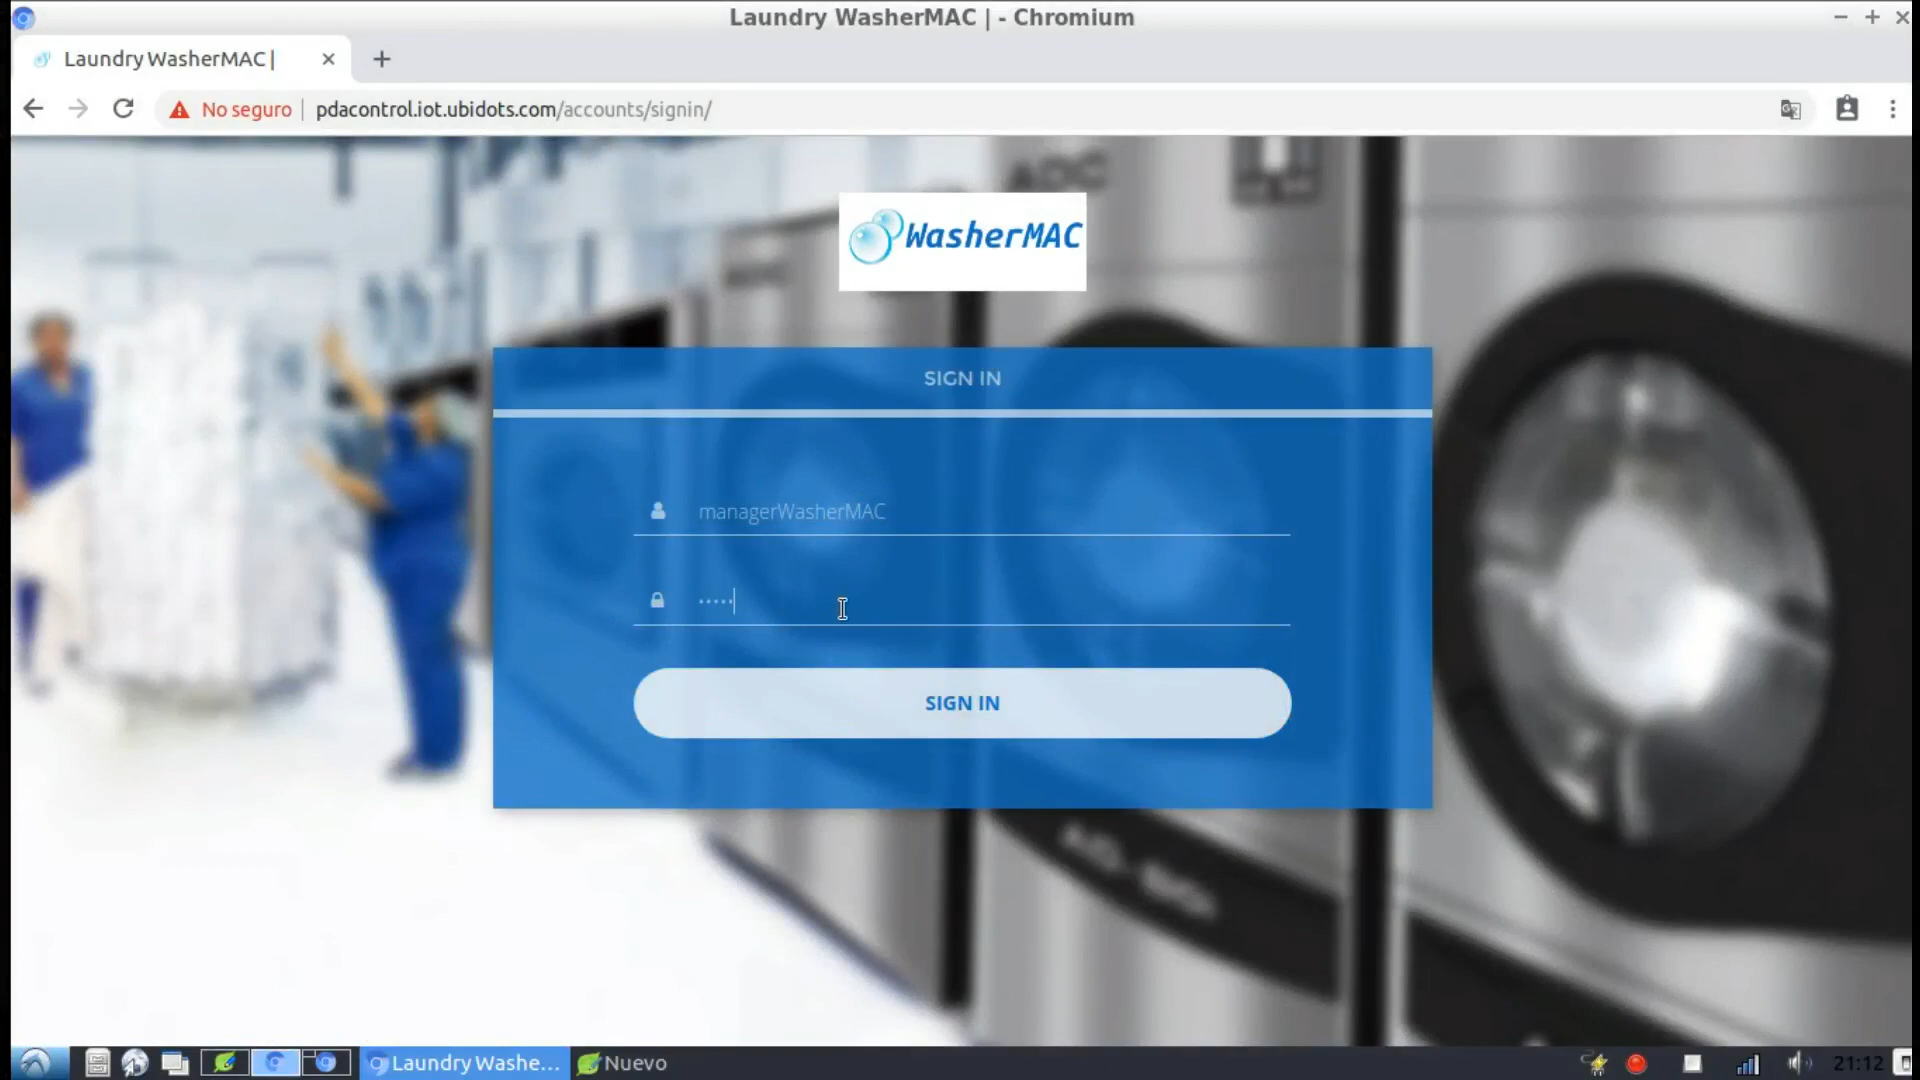 Laundry WasherMAC | - Chromium
Laundry WasherMAC |
No seguro
pdacontrol.iot.ubidots.com/accounts/signin/
ADC
WasherMAC
SIGN IN
managerWasherMAC
•••••
SIGN IN
Laundry Washe...
Nuevo
21:12